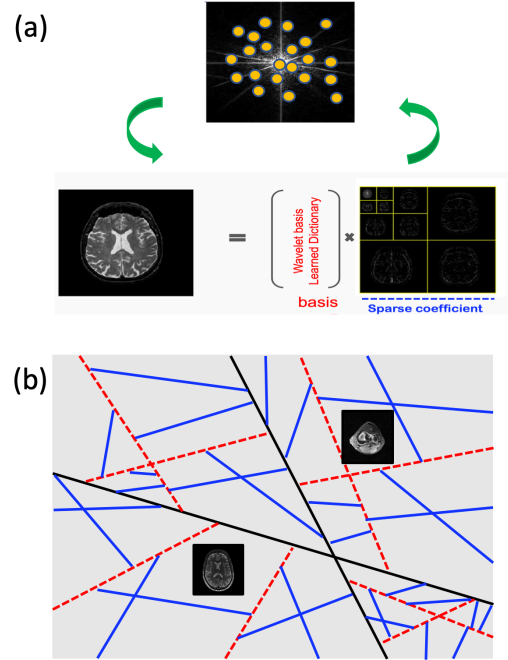 (a)
=
Wavelet basis
Learned Dictionary
×
basis
Sparse coefficient
(b)